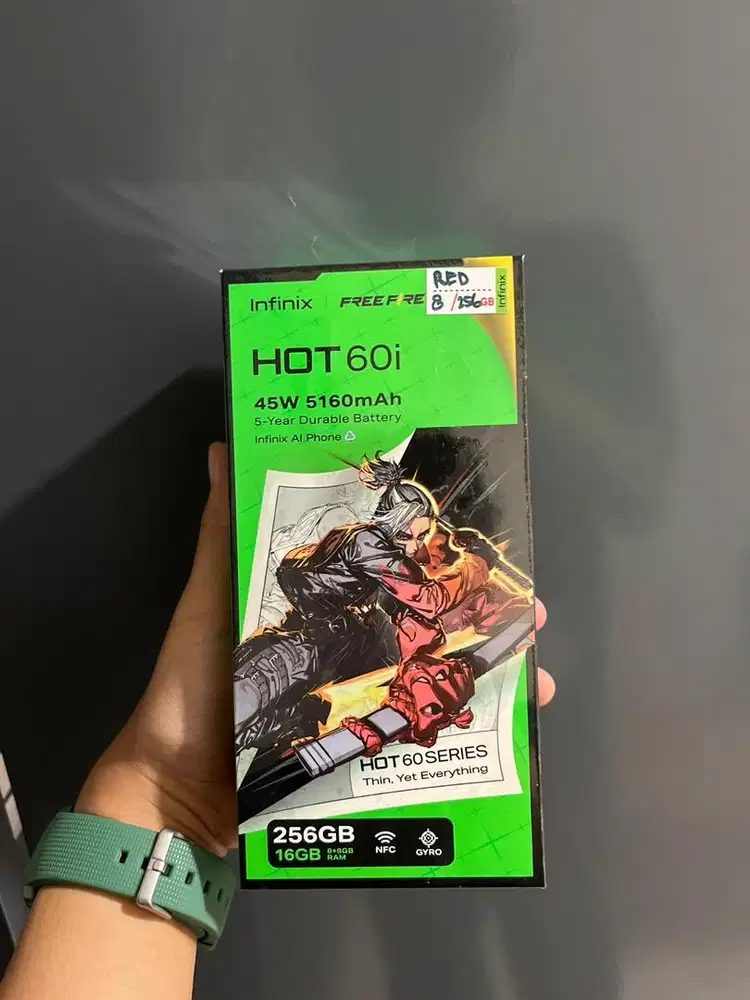 Infinix | FREE FIRE
RED
8 /256GB
Infinix
HOT 60i
45W 5160mAh
5-Year Durable Battery
Infinix AI Phone
HOT 60 SERIES
Thin, Yet Everything
256GB
16GB 8+8GB RAM
NFC
GYRO